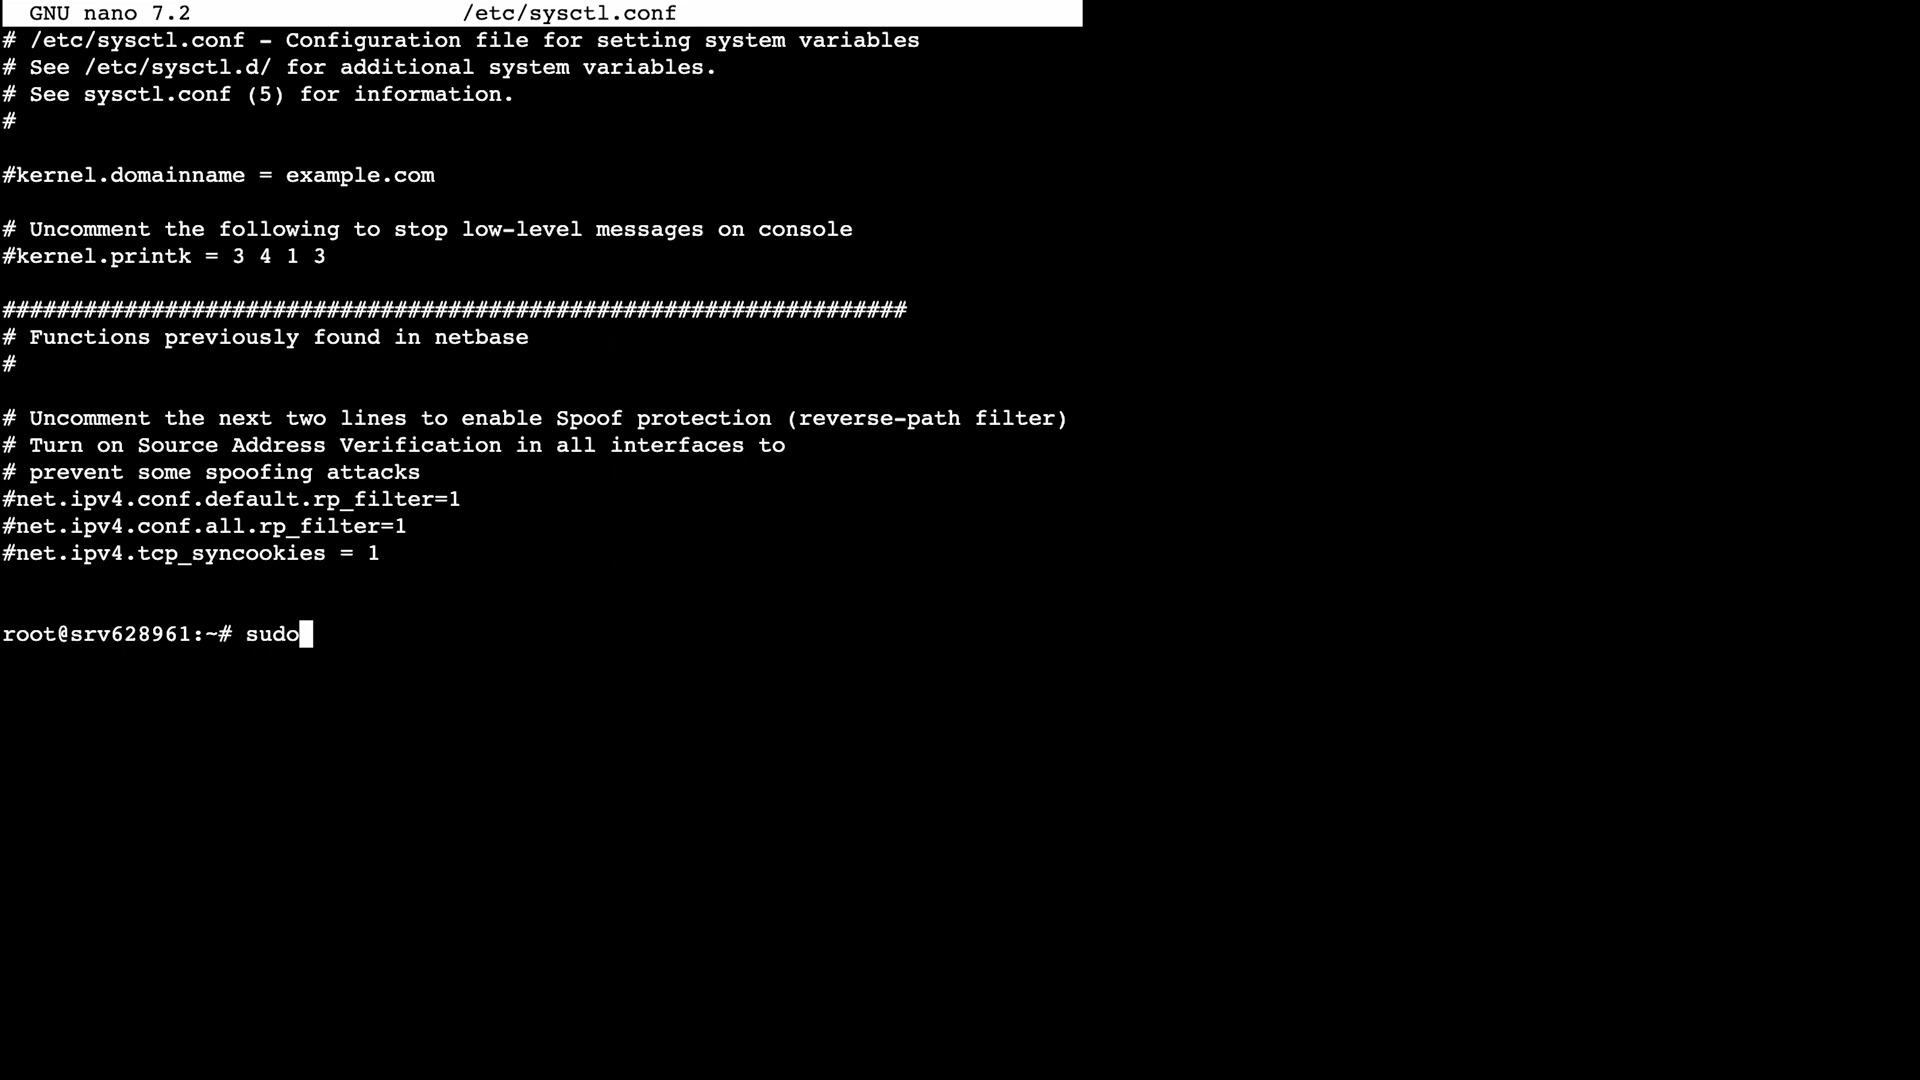 GNU nano 7.2 /etc/sysctl.conf
# /etc/sysctl.conf – Configuration file for setting system variables
# See /etc/sysctl.d/ for additional system variables.
# See sysctl.conf (5) for information.
#
#kernel.domainname = example.com
# Uncomment the following to stop low–level messages on console
#kernel.printk = 3 4 1 3
###################################################################
# Functions previously found in netbase
#
# Uncomment the next two lines to enable Spoof protection (reverse–path filter)
# Turn on Source Address Verification in all interfaces to
# prevent some spoofing attacks
#net.ipv4.conf.default.rp_filter=1
#net.ipv4.conf.all.rp_filter=1
#net.ipv4.tcp_syncookies = 1
root@srv628961:~# sudo